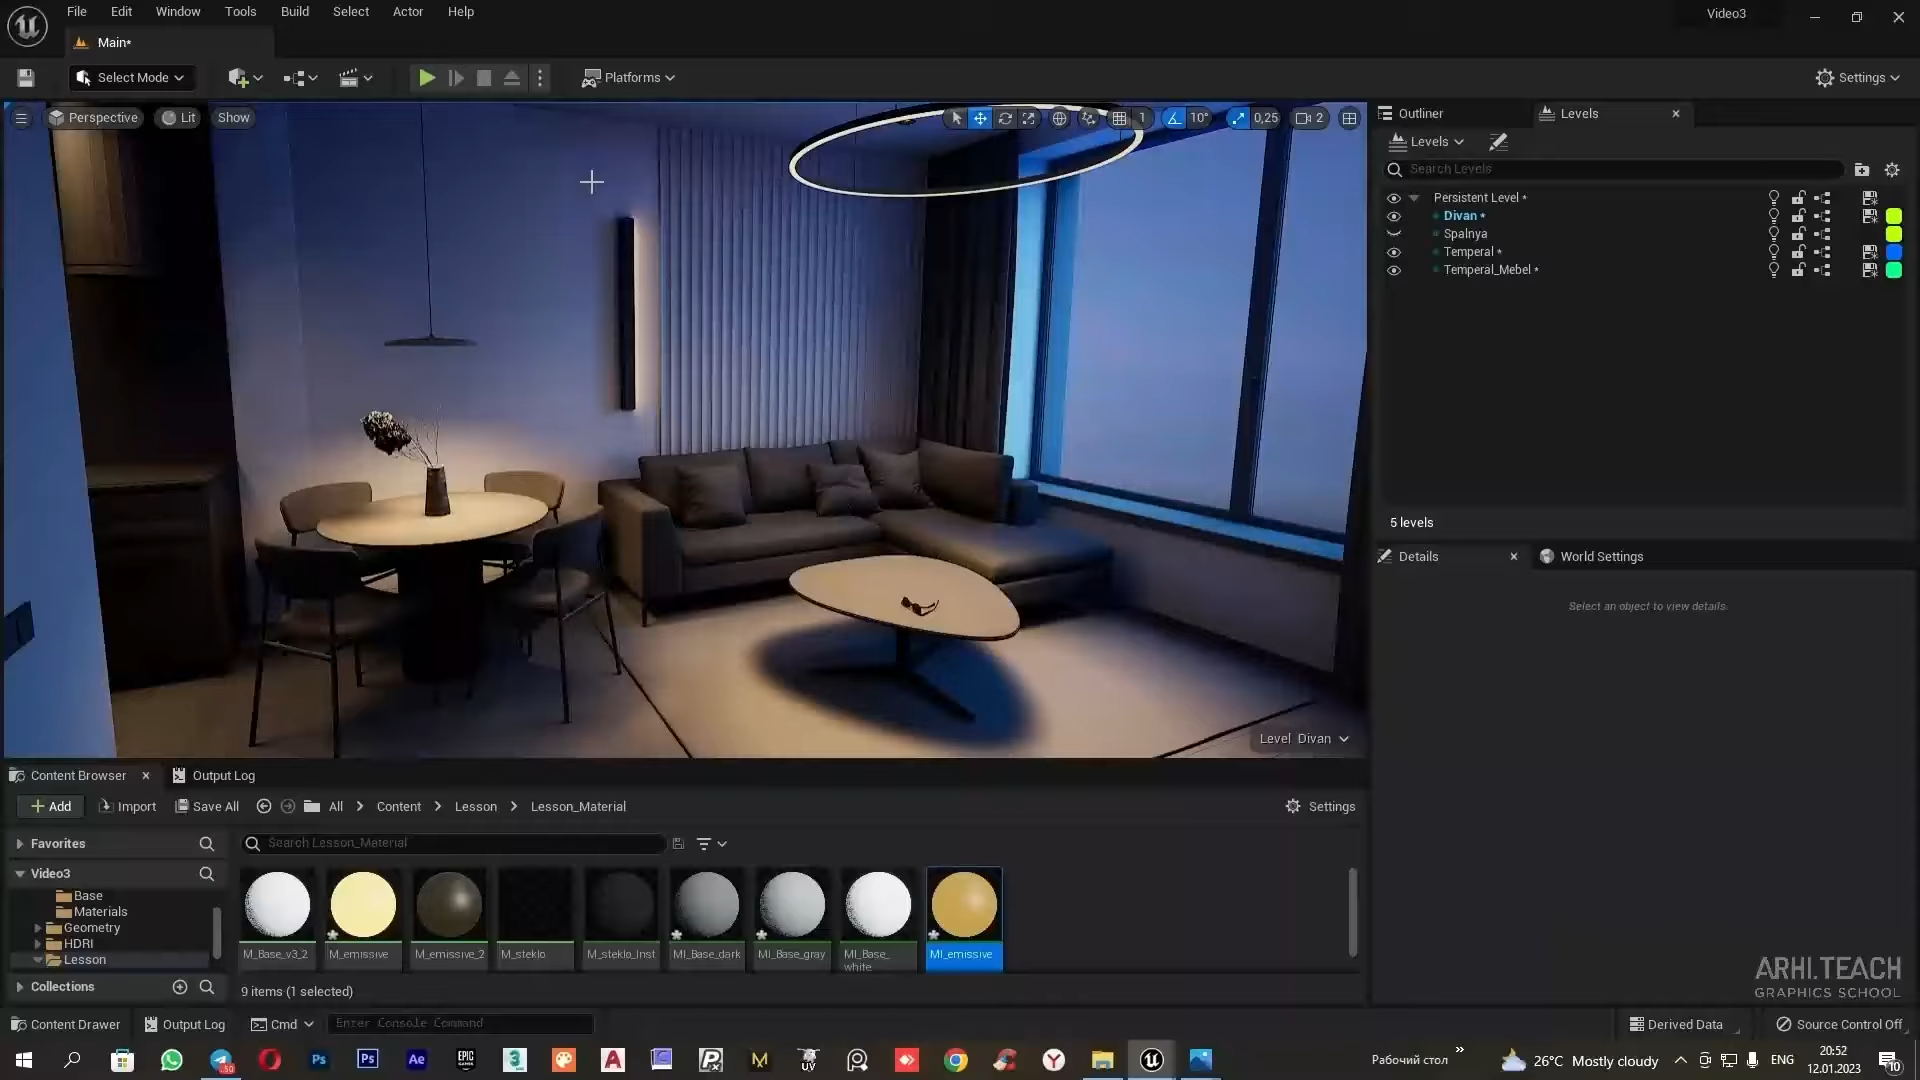 File Edit Window Tools Build Select Actor Help
Video3
Main*
Select Mode
Platforms
Settings
Perspective Lit Show
1 10° 0,25 2
Outliner Levels
Levels
Search Levels
Persistent Level *
Divan *
Spalnya
Temperal *
Temperal_Mebel *
5 levels
Details World Settings
Select an object to view details.
Level Divan
Content Browser Output Log
Add Import Save All All Content Lesson Lesson_Material Settings
Favorites
Search Lesson_Material
Video3
Base
Materials
Geometry
HDRI
Lesson
Collections
M_Base_v3_2 M_emissive M_emissive_2 M_steklo M_steklo_Inst MI_Base_dark MI_Base_gray MI_Base_white MI_emissive
9 items (1 selected)
ARHI.TEACH
GRAPHICS SCHOOL
Content Drawer Output Log Cmd Enter Console Command Derived Data Source Control Off
Рабочий стол 26°C Mostly cloudy ENG 20:52
12.01.2023